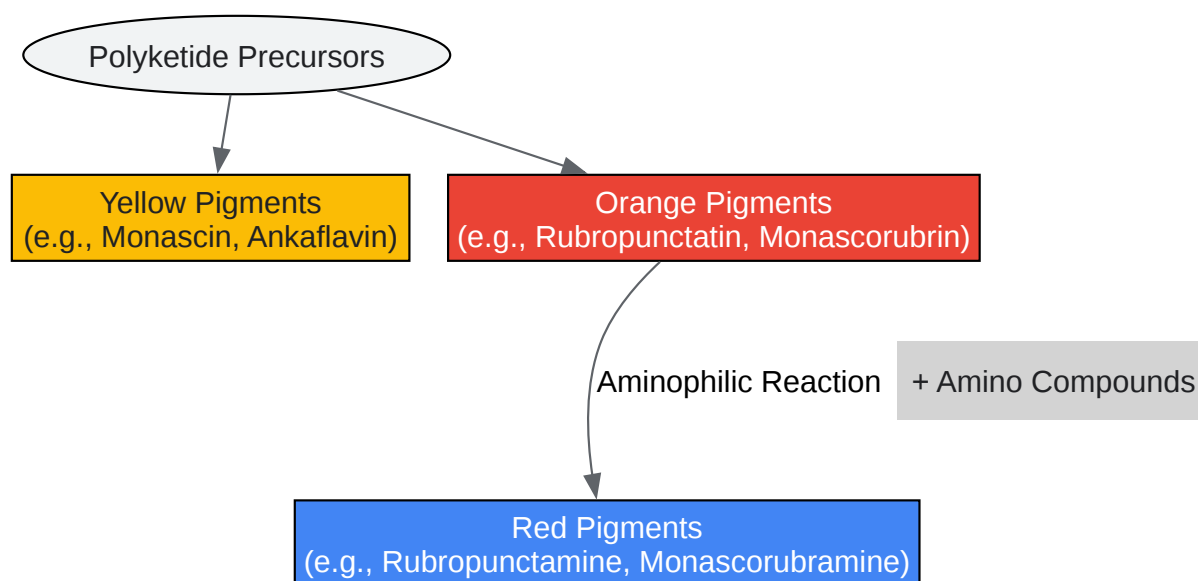 Polyketide Precursors
Yellow Pigments
(e.g., Monascin, Ankaflavin)
Orange Pigments
(e.g., Rubropunctatin, Monascorubrin)
Aminophilic Reaction
+ Amino Compounds
Red Pigments
(e.g., Rubropunctamine, Monascorubramine)